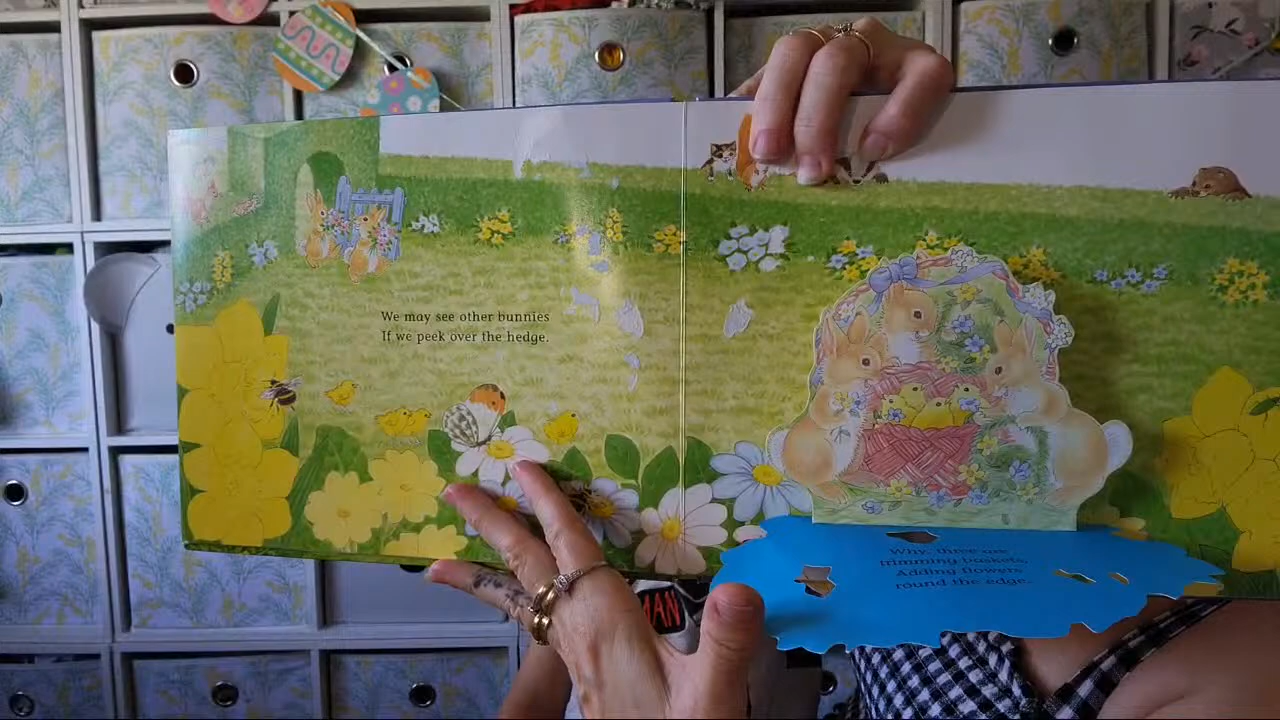 We may see other bunnies
If we peek over the hedge.
Why, three are
trimming baskets,
Adding flowers
round the edge.
MAN